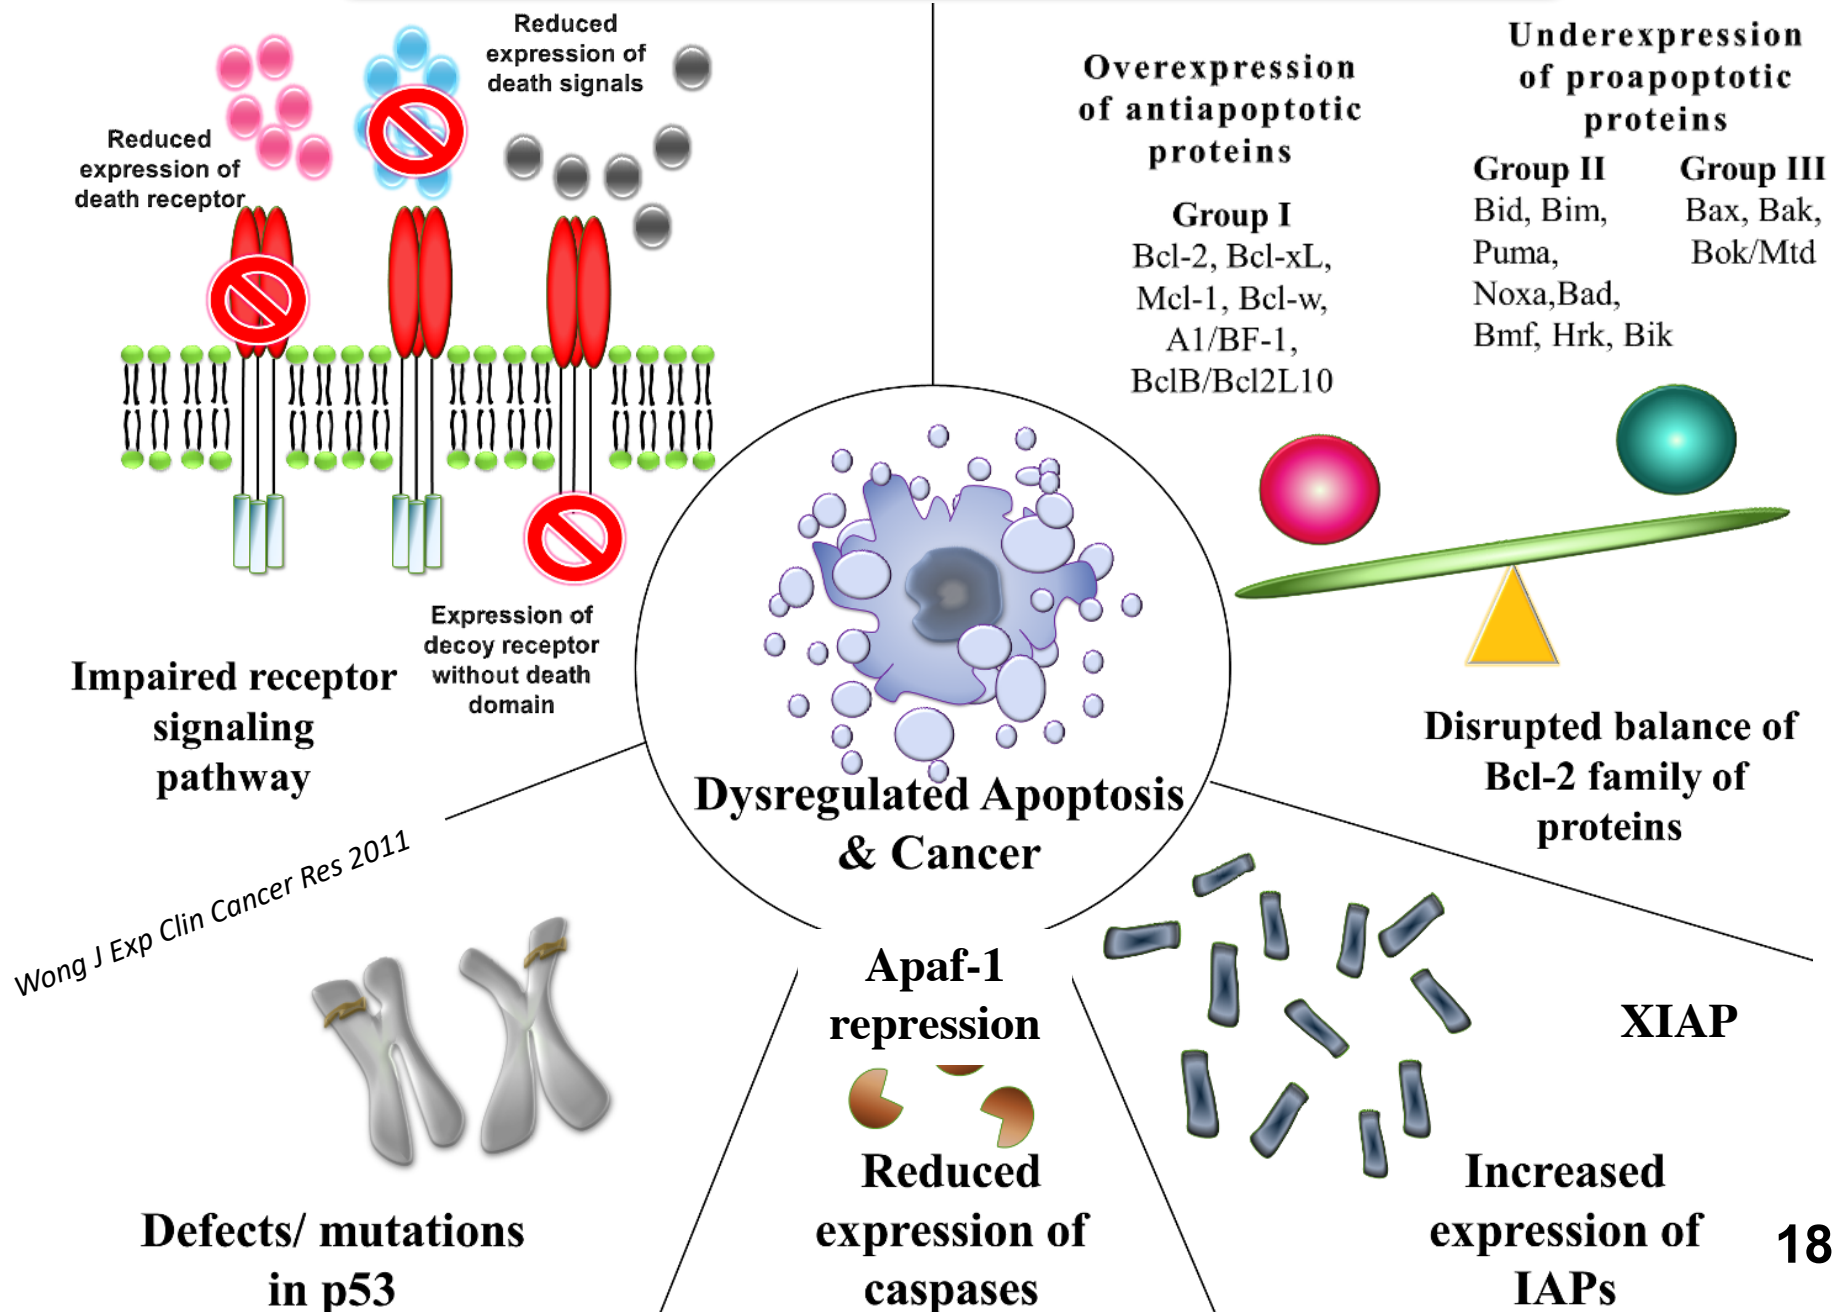 Reduced
expression of
death signals
Reduced
expression of
death receptor
Expression of
decoy receptor
without death
domain
Impaired receptor
signaling
pathway
Overexpression
of antiapoptotic
proteins
Group I
Bcl-2, Bcl-xL,
Mcl-1, Bcl-w,
A1/BF-1,
BclB/Bcl2L10
Underexpression
of proapoptotic
proteins
Group II
Bid, Bim,
Puma,
Noxa,Bad,
Bmf, Hrk, Bik
Group III
Bax, Bak,
Bok/Mtd
Disrupted balance of
Bcl-2 family of
proteins
Dysregulated Apoptosis
& Cancer
Wong J Exp Clin Cancer Res 2011
Defects/ mutations
in p53
Apaf-1
repression
Reduced
expression of
caspases
XIAP
Increased
expression of
IAPs
18